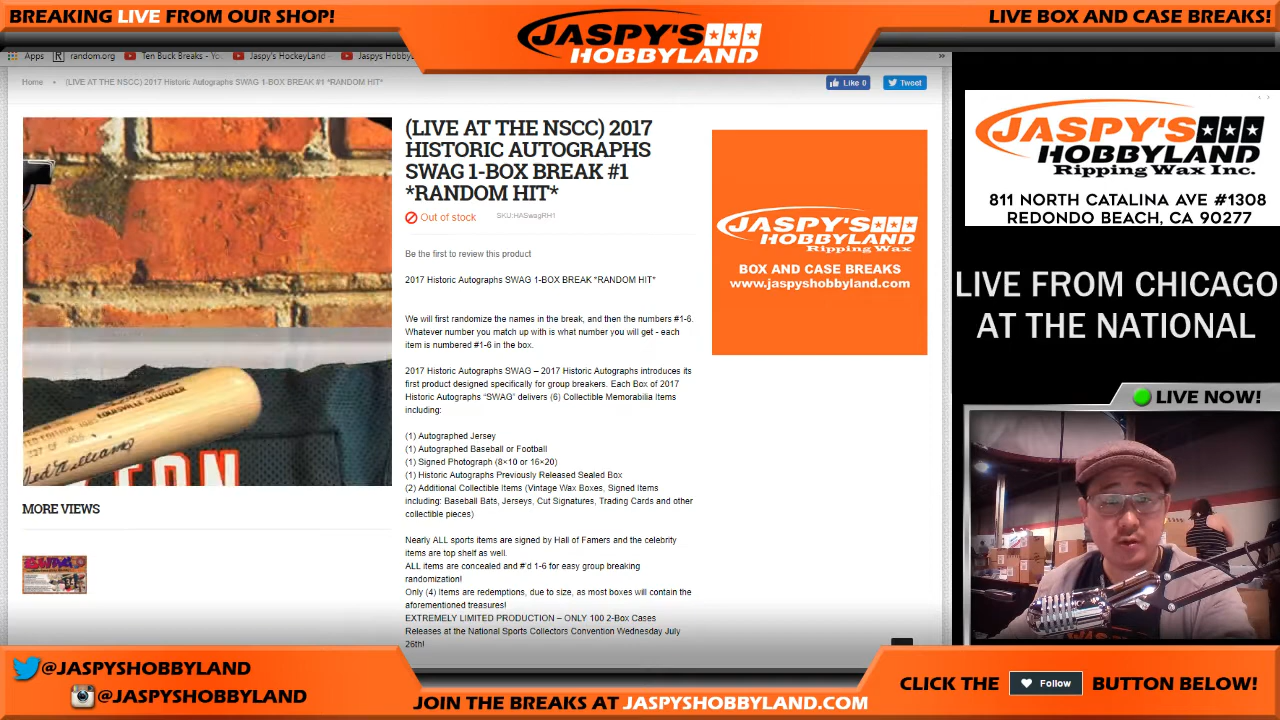 BREAKING LIVE FROM OUR SHOP!
JASPY'S
HOBBYLAND
LIVE BOX AND CASE BREAKS!
Apps
random.org
Ten Buck Breaks - Yo
Jaspy's HockeyLand
Jaspys Hobby
»
Home • (LIVE AT THE NSCC) 2017 Historic Autographs SWAG 1-BOX BREAK #1 *RANDOM HIT*
Like 0
Tweet
(LIVE AT THE NSCC) 2017
HISTORIC AUTOGRAPHS
SWAG 1-BOX BREAK #1
*RANDOM HIT*
Out of stock
SKU:HASwagRH1
Be the first to review this product
2017 Historic Autographs SWAG 1-BOX BREAK *RANDOM HIT*
We will first randomize the names in the break, and then the numbers #1-6.
Whatever number you match up with is what number you will get - each
item is numbered #1-6 in the box.
2017 Historic Autographs SWAG – 2017 Historic Autographs introduces its
first product designed specifically for group breakers. Each Box of 2017
Historic Autographs “SWAG” delivers (6) Collectible Memorabilia Items
including:
(1) Autographed Jersey
(1) Autographed Baseball or Football
(1) Signed Photograph (8×10 or 16×20)
(1) Historic Autographs Previously Released Sealed Box
(2) Additional Collectible Items (Vintage Wax Boxes, Signed Items
including: Baseball Bats, Jerseys, Cut Signatures, Trading Cards and other
collectible pieces)
Nearly ALL sports items are signed by Hall of Famers and the celebrity
items are top shelf as well.
ALL items are concealed and #'d 1-6 for easy group breaking
randomization!
Only (4) Items are redemptions, due to size, as most boxes will contain the
aforementioned treasures!
EXTREMELY LIMITED PRODUCTION – ONLY 100 2-Box Cases
Releases at the National Sports Collectors Convention Wednesday July
26th!
LOUISVILLE SLUGGER
Ted Williams
MORE VIEWS
JASPY'S
HOBBYLAND
Ripping Wax
BOX AND CASE BREAKS
www.jaspyshobbyland.com
JASPY'S
HOBBYLAND
Ripping Wax Inc.
811 NORTH CATALINA AVE #1308
REDONDO BEACH, CA 90277
LIVE FROM CHICAGO
AT THE NATIONAL
LIVE NOW!
@JASPYSHOBBYLAND
@JASPYSHOBBYLAND
JOIN THE BREAKS AT JASPYSHOBBYLAND.COM
CLICK THE Follow BUTTON BELOW!